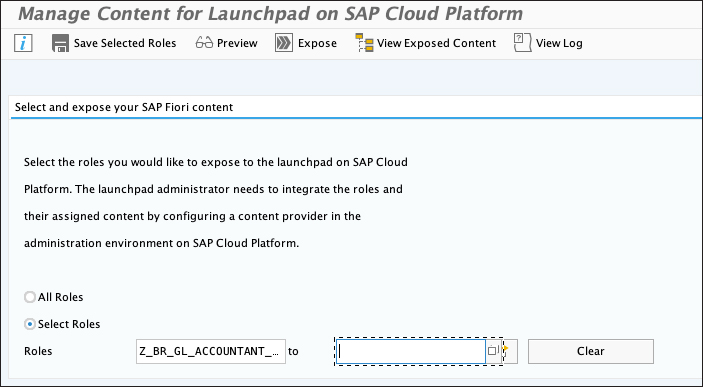 Manage Content for Launchpad on SAP Cloud Platform
Save Selected Roles Preview Expose View Exposed Content View Log
Select and expose your SAP Fiori content
Select the roles you would like to expose to the launchpad on SAP Cloud
Platform. The launchpad administrator needs to integrate the roles and
their assigned content by configuring a content provider in the
administration environment on SAP Cloud Platform.
All Roles
Select Roles
Roles Z_BR_GL_ACCOUNTANT_… to Clear